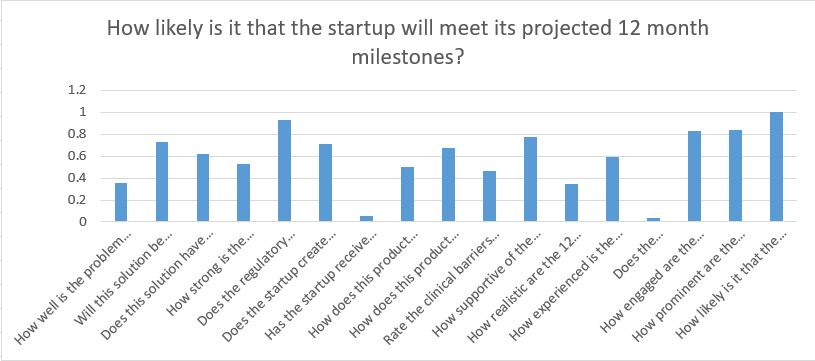 How likely is it that the startup will meet its projected 12 month
milestones?
1.2
1
0.8
0.6
0.4
0.2
0
How well is the problem...
Will this solution be...
Does this solution have...
How strong is the...
Does the regulatory...
Does the startup create...
Has the startup receive...
How does this product...
How does this product...
Rate the clinical barriers...
How supportive of the...
How realistic are the 12...
How experienced is the...
Does the...
How engaged are the...
How prominent are the...
How likely is it that the...